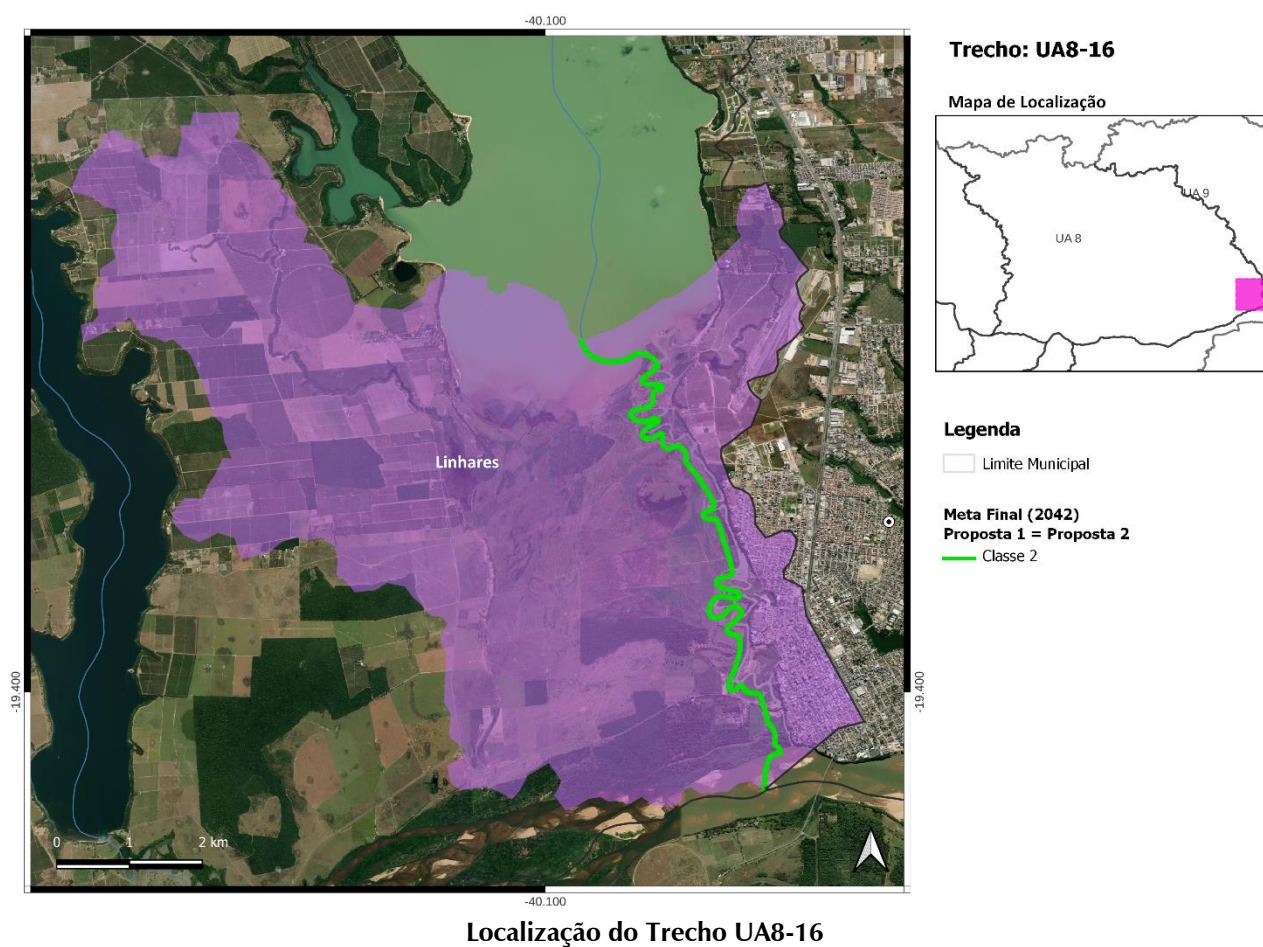 -40.100
-19.400
Linhares
0 1 2 km
-19.400
-40.100
Trecho: UA8-16
Mapa de Localização
UA 9
UA 8
Legenda
Limite Municipal
Meta Final (2042)
Proposta 1 = Proposta 2
Classe 2
Localização do Trecho UA8-16